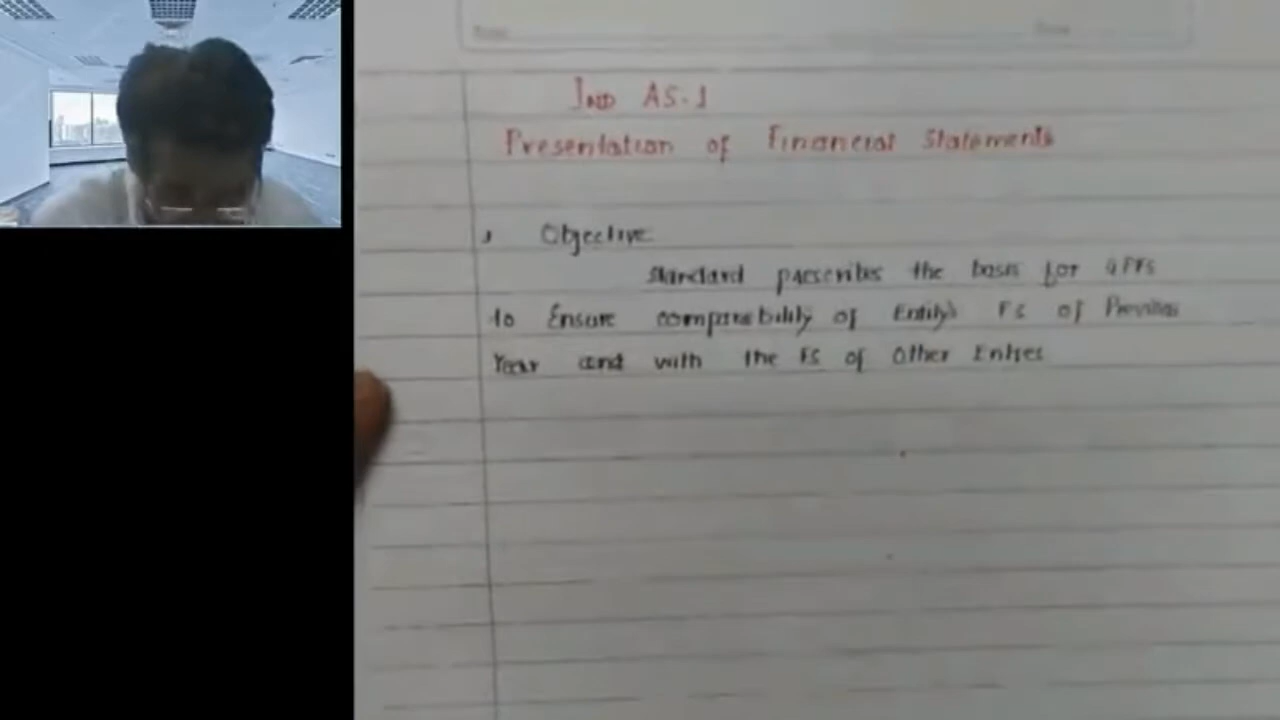 Ind AS-1
Presentation of Financial Statements
Objective
Standard prescribes the basis for GPFS
to Ensure comparability of Entity's FS of Previous
Year and with the FS of Other Entities